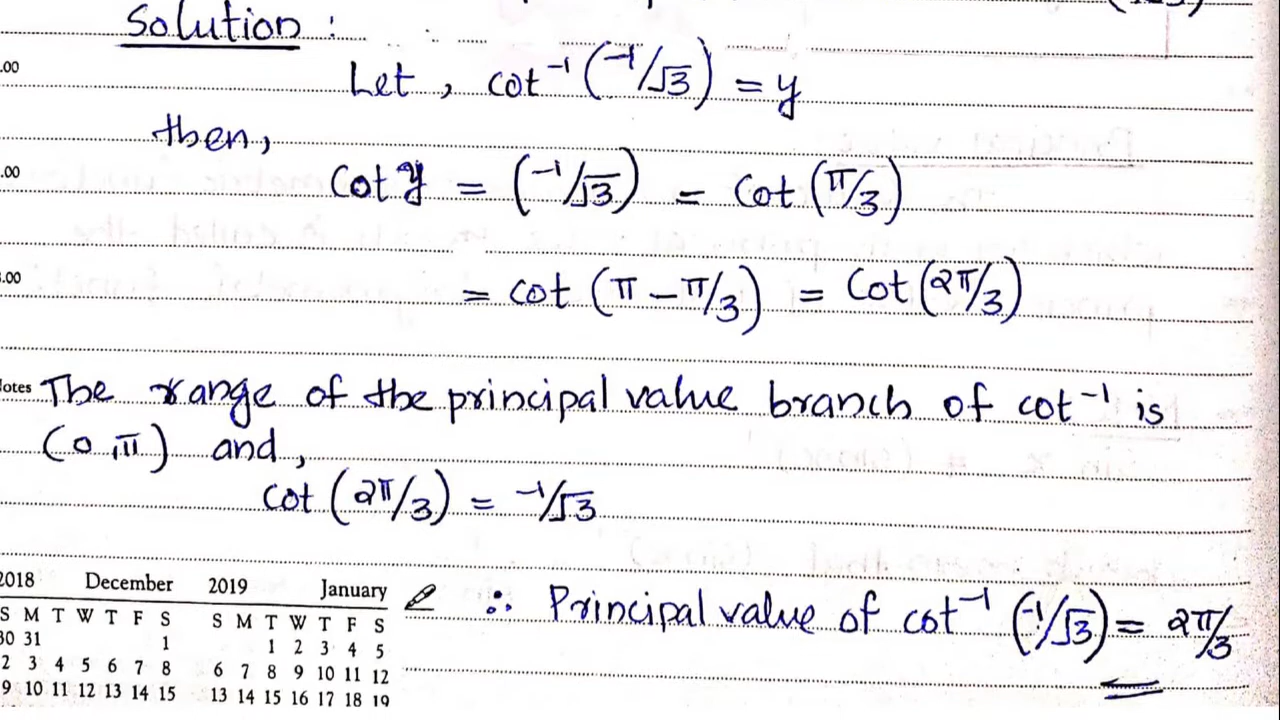 Solution :
.00
Let, cot⁻¹(-1/√3) = y
then,
.00
Cot y = (-1/√3) = Cot (π/3)
.00
= cot (π - π/3) = Cot (2π/3)
Notes The range of the principal value branch of cot⁻¹ is
(0, π) and,
cot (2π/3) = -1/√3
2018 December 2019 January
S M T W T F S S M T W T F S
30 31 1 1 2 3 4 5
2 3 4 5 6 7 8 6 7 8 9 10 11 12
9 10 11 12 13 14 15 13 14 15 16 17 18 19
∴ Principal value of cot⁻¹ (-1/√3) = 2π/3